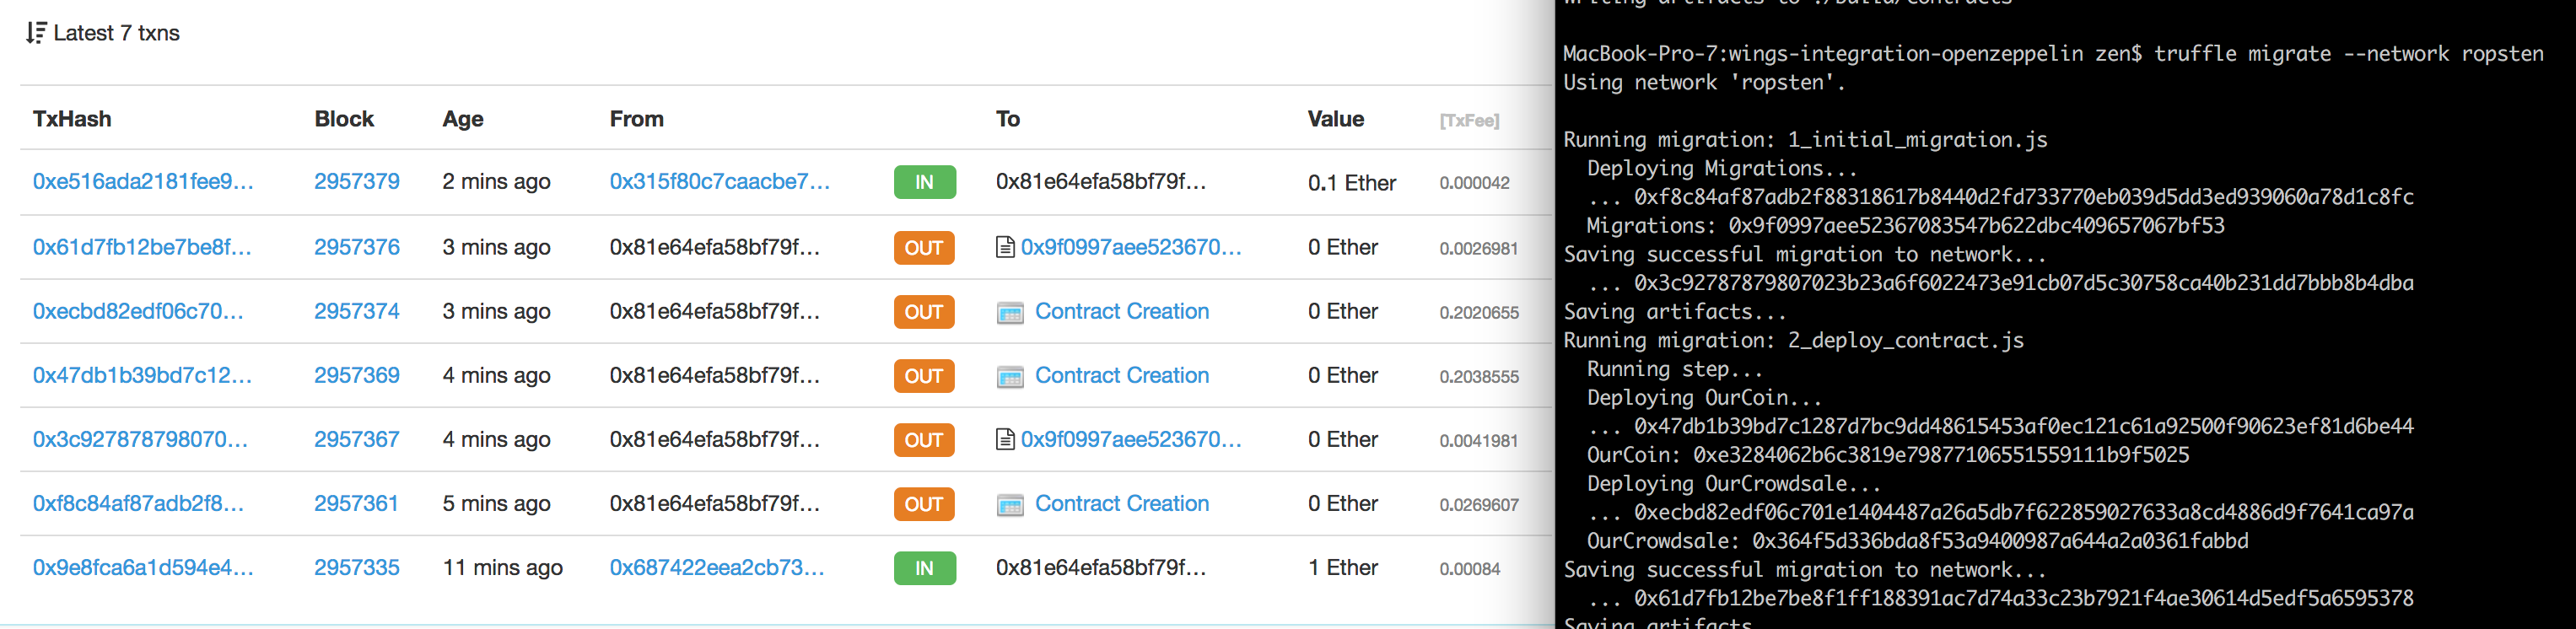 Latest 7 txns
TxHash Block Age From To Value [TxFee]
0xe516ada2181fee9... 2957379 2 mins ago 0x315f80c7caacbe7... IN 0x81e64efa58bf79f... 0.1 Ether 0.000042
0x61d7fb12be7be8f... 2957376 3 mins ago 0x81e64efa58bf79f... OUT 0x9f0997aee523670... 0 Ether 0.0026981
0xecbd82edf06c70... 2957374 3 mins ago 0x81e64efa58bf79f... OUT Contract Creation 0 Ether 0.2020655
0x47db1b39bd7c12... 2957369 4 mins ago 0x81e64efa58bf79f... OUT Contract Creation 0 Ether 0.2038555
0x3c927878798070... 2957367 4 mins ago 0x81e64efa58bf79f... OUT 0x9f0997aee523670... 0 Ether 0.0041981
0xf8c84af87adb2f8... 2957361 5 mins ago 0x81e64efa58bf79f... OUT Contract Creation 0 Ether 0.0269607
0x9e8fca6a1d594e4... 2957335 11 mins ago 0x687422eea2cb73... IN 0x81e64efa58bf79f... 1 Ether 0.00084
Writing artifacts to ./build/contracts
MacBook-Pro-7:wings-integration-openzeppelin zen$ truffle migrate --network ropsten
Using network 'ropsten'.
Running migration: 1_initial_migration.js
Deploying Migrations...
... 0xf8c84af87adb2f88318617b8440d2fd733770eb039d5dd3ed939060a78d1c8fc
Migrations: 0x9f0997aee52367083547b622dbc409657067bf53
Saving successful migration to network...
... 0x3c92787879807023b23a6f6022473e91cb07d5c30758ca40b231dd7bbb8b4dba
Saving artifacts...
Running migration: 2_deploy_contract.js
Running step...
Deploying OurCoin...
... 0x47db1b39bd7c1287d7bc9dd48615453af0ec121c61a92500f90623ef81d6be44
OurCoin: 0xe3284062b6c3819e79877106551559111b9f5025
Deploying OurCrowdsale...
... 0xecbd82edf06c701e1404487a26a5db7f622859027633a8cd4886d9f7641ca97a
OurCrowdsale: 0x364f5d336bda8f53a9400987a644a2a0361fabbd
Saving successful migration to network...
... 0x61d7fb12be7be8f1ff188391ac7d74a33c23b7921f4ae30614d5edf5a6595378
Saving artifacts